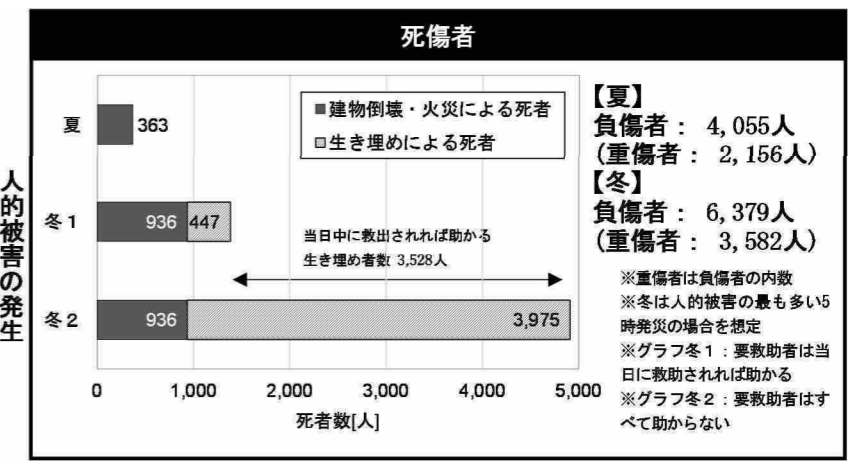 死傷者
人的被害の発生
■建物倒壊・火災による死者
□生き埋めによる死者
夏
363
冬1
936
447
当日中に救出されれば助かる
生き埋め者数 3,528人
冬2
936
3,975
0
1,000
2,000
3,000
4,000
5,000
死者数[人]
【夏】
負傷者： 4,055人
（重傷者： 2,156人）
【冬】
負傷者： 6,379人
（重傷者： 3,582人）
※重傷者は負傷者の内数
※冬は人的被害の最も多い5
時発災の場合を想定
※グラフ冬1：要救助者は当
日に救助されれば助かる
※グラフ冬2：要救助者はす
べて助からない